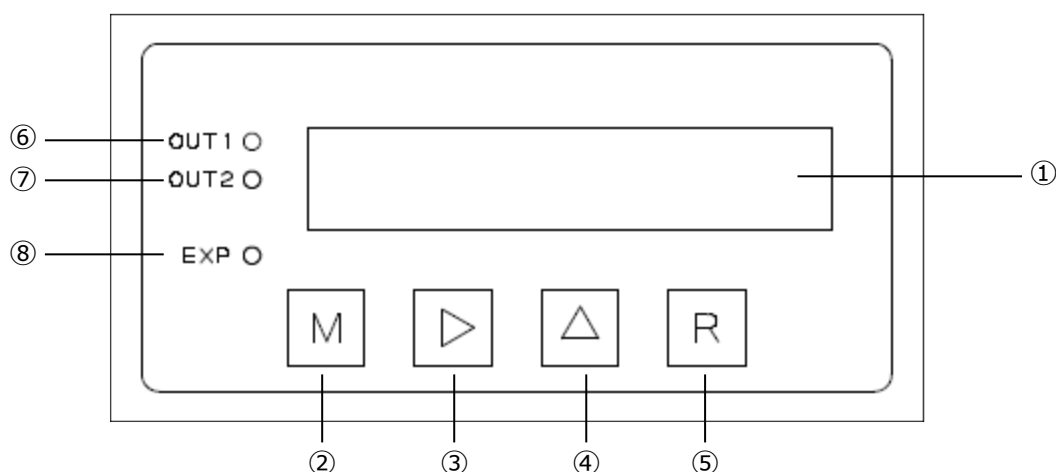 ⑥ OUT1
⑦ OUT2
①
⑧ EXP
M R
② ③ ④ ⑤